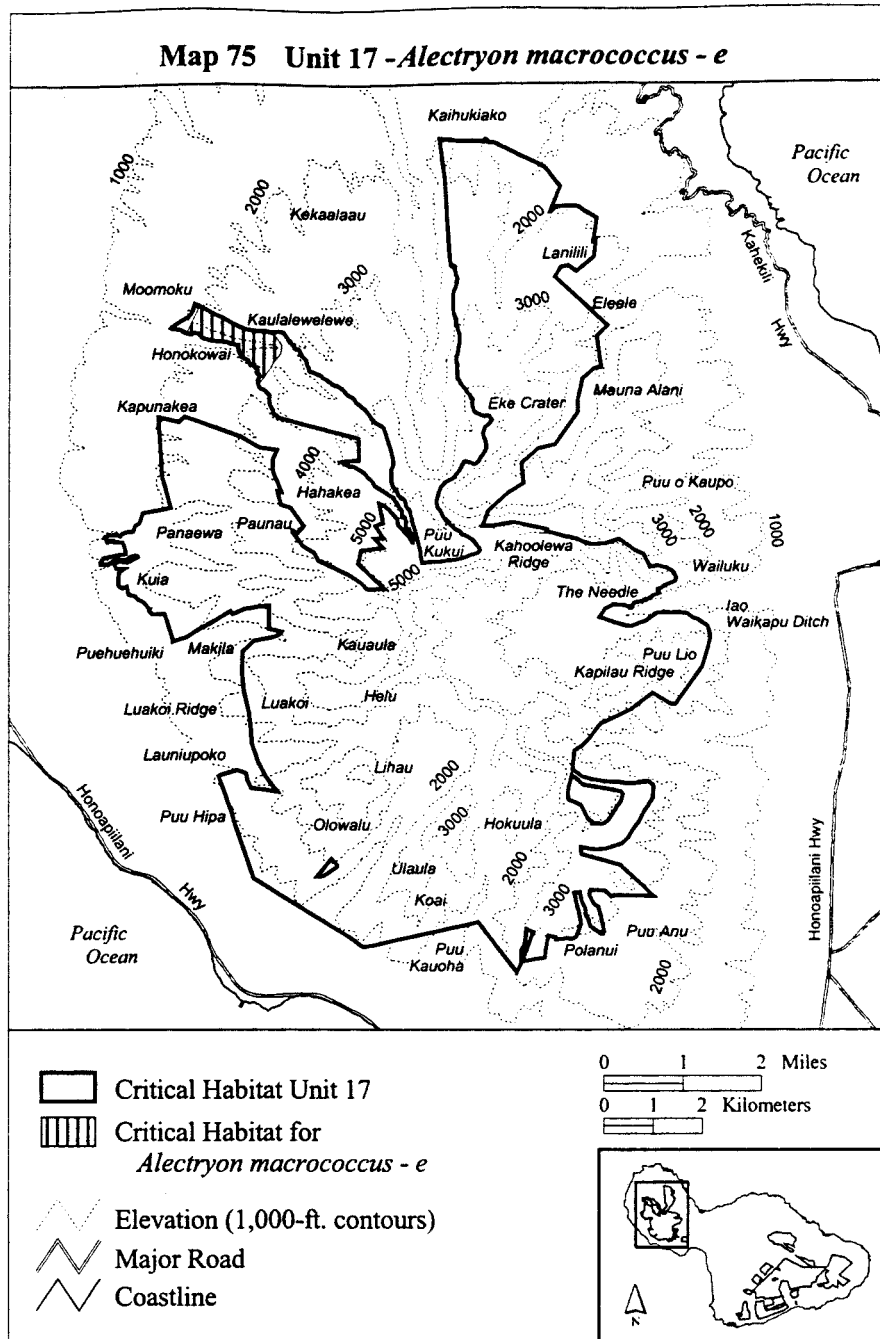 Map 75 Unit 17 - Alectryon macrococcus - e
Kaihukiako
Pacific
Ocean
1000
2000
Kekaalaau
2000
Kahekili
Hwy
Lanilili
3000
3000
Eleele
Moomoku
Kaulalewelewe
Honokowai
Mauna Alani
Eke Crater
Kapunakea
4000
Hahakea
Puu o Kaupo
2000
3000
1000
5000
Panaewa
Paunau
Puu
Kukui
Kahoolewa
Ridge
Wailuku
Kuia
5000
The Needle
Iao
Waikapu Ditch
Puehuehuiki
Makila
Kauaula
Puu Lio
Kapilau Ridge
Luakoi Ridge
Luakoi
Helu
Launiupoko
Lihau
2000
Puu Hipa
Olowalu
3000
Hokuula
Honoapiilani
Hwy
Ulaula
2000
Koai
3000
Honoapiilani Hwy
Puu Anu
Pacific
Ocean
Puu
Kauoha
Polanui
2000
Critical Habitat Unit 17
Critical Habitat for
Alectryon macrococcus - e
Elevation (1,000-ft. contours)
Major Road
Coastline
0 1 2 Miles
0 1 2 Kilometers
N